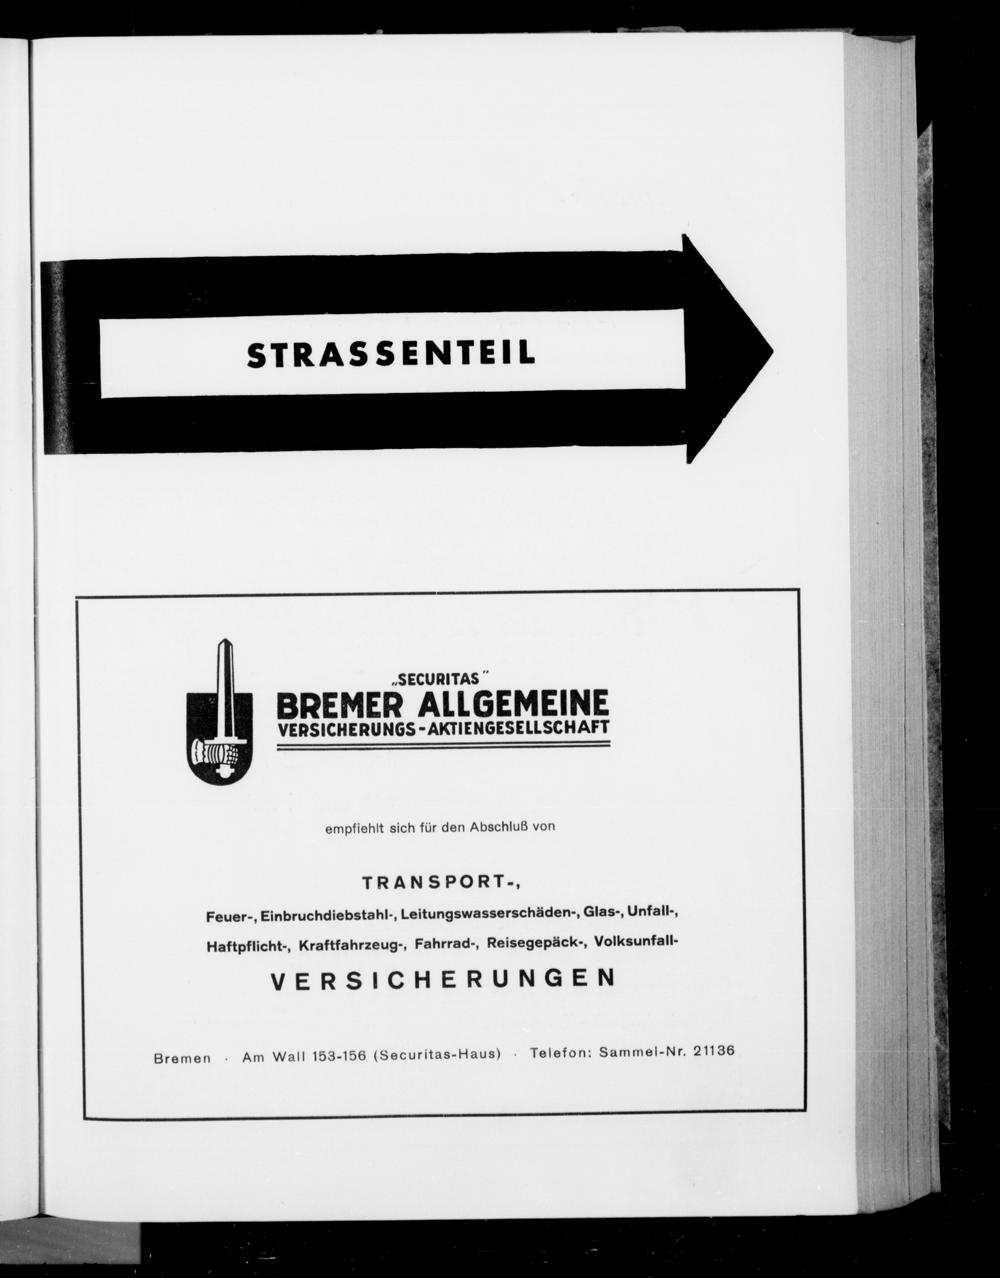 STRASSENTEIL
„SECURITAS"
BREMER ALLGEMEINE
VERSICHERUNGS-AKTIENGESELLSCHAFT
empfiehlt sich für den Abschluß von
TRANSPORT-,
Feuer-, Einbruchdiebstahl-, Leitungswasserschäden-, Glas-, Unfall-,
Haftpflicht-, Kraftfahrzeug-, Fahrrad-, Reisegepäck-, Volksunfall-
VERSICHERUNGEN
Bremen · Am Wall 153-156 (Securitas-Haus) · Telefon: Sammel-Nr. 21136